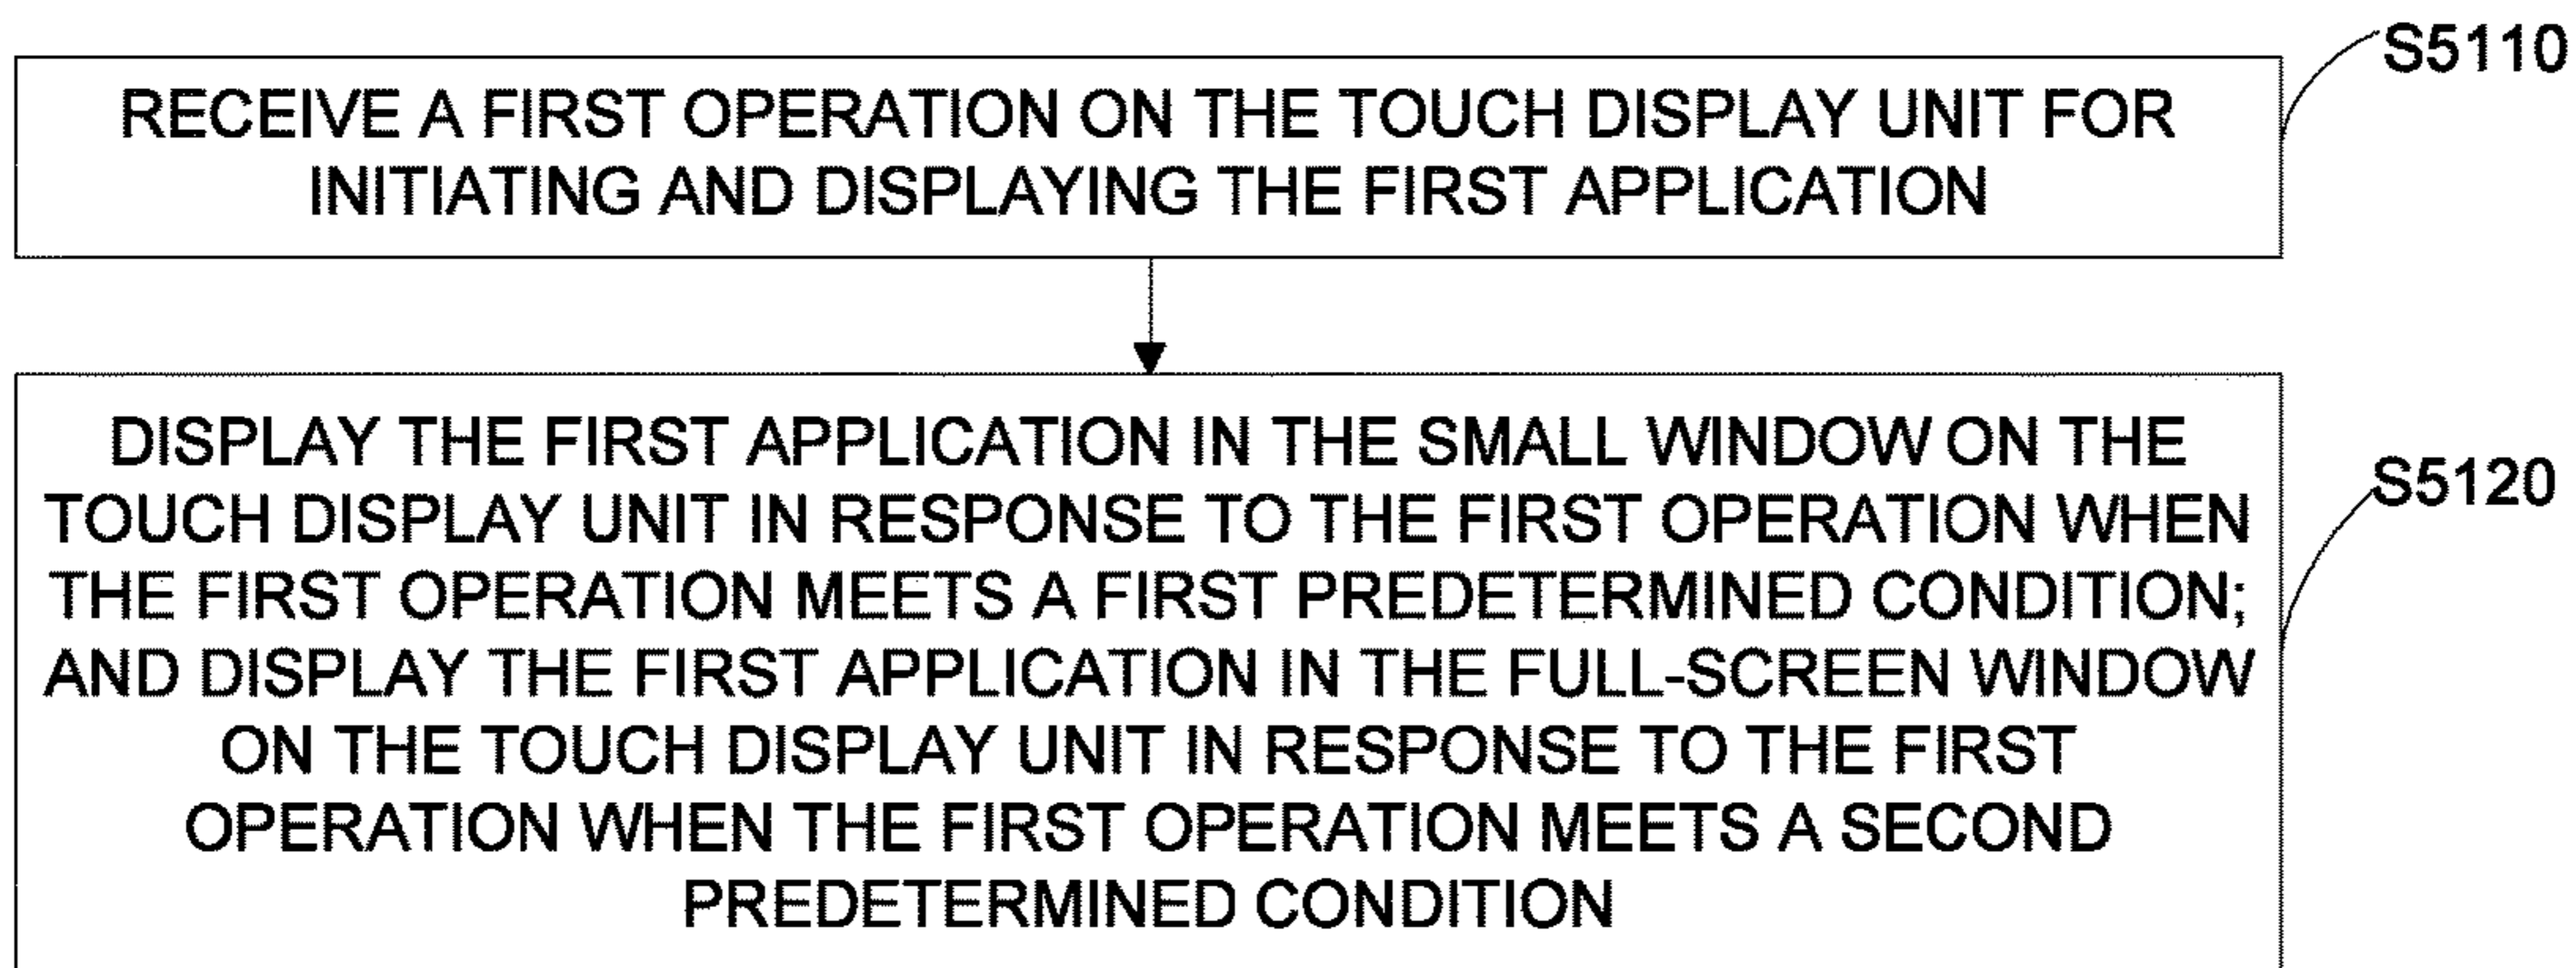 S5110
RECEIVE A FIRST OPERATION ON THE TOUCH DISPLAY UNIT FOR
INITIATING AND DISPLAYING THE FIRST APPLICATION
DISPLAY THE FIRST APPLICATION IN THE SMALL WINDOW ON THE
TOUCH DISPLAY UNIT IN RESPONSE TO THE FIRST OPERATION WHEN
THE FIRST OPERATION MEETS A FIRST PREDETERMINED CONDITION;
AND DISPLAY THE FIRST APPLICATION IN THE FULL-SCREEN WINDOW
ON THE TOUCH DISPLAY UNIT IN RESPONSE TO THE FIRST
OPERATION WHEN THE FIRST OPERATION MEETS A SECOND
PREDETERMINED CONDITION
S5120